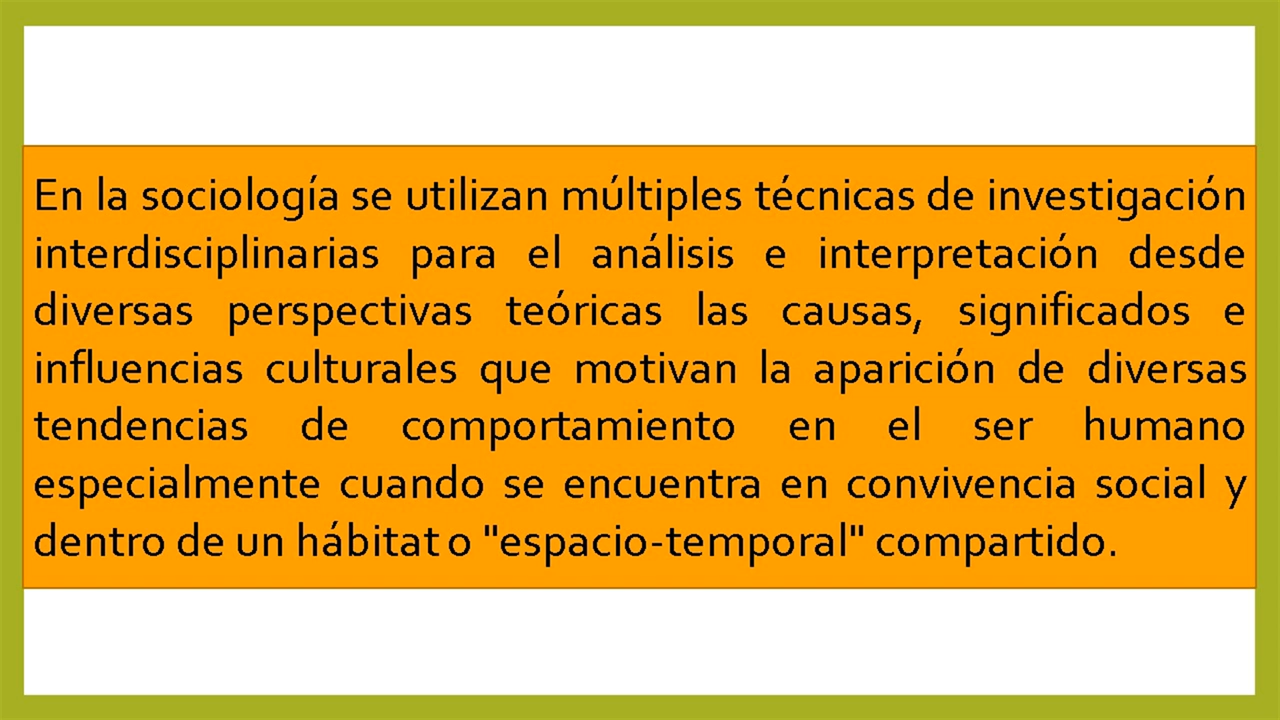 En la sociología se utilizan múltiples técnicas de investigación
interdisciplinarias para el análisis e interpretación desde
diversas perspectivas teóricas las causas, significados e
influencias culturales que motivan la aparición de diversas
tendencias de comportamiento en el ser humano
especialmente cuando se encuentra en convivencia social y
dentro de un hábitat o "espacio-temporal" compartido.